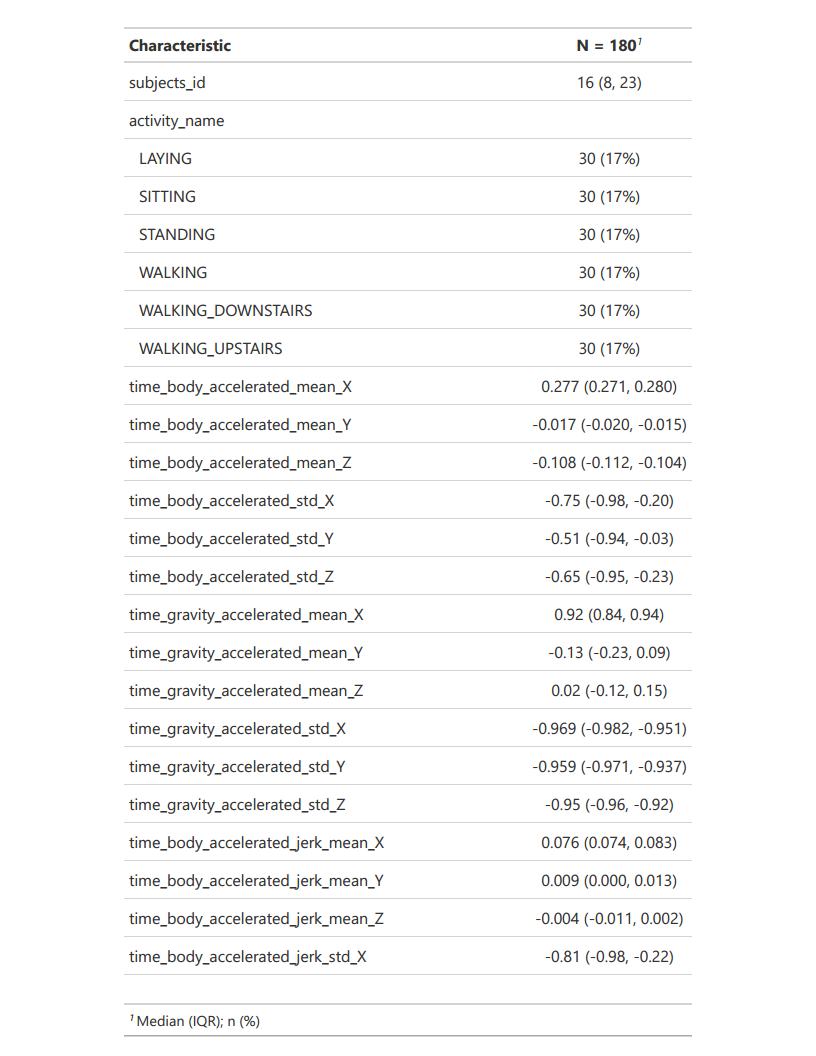 Characteristic N = 180¹
subjects_id 16 (8, 23)
activity_name
LAYING 30 (17%)
SITTING 30 (17%)
STANDING 30 (17%)
WALKING 30 (17%)
WALKING_DOWNSTAIRS 30 (17%)
WALKING_UPSTAIRS 30 (17%)
time_body_accelerated_mean_X 0.277 (0.271, 0.280)
time_body_accelerated_mean_Y -0.017 (-0.020, -0.015)
time_body_accelerated_mean_Z -0.108 (-0.112, -0.104)
time_body_accelerated_std_X -0.75 (-0.98, -0.20)
time_body_accelerated_std_Y -0.51 (-0.94, -0.03)
time_body_accelerated_std_Z -0.65 (-0.95, -0.23)
time_gravity_accelerated_mean_X 0.92 (0.84, 0.94)
time_gravity_accelerated_mean_Y -0.13 (-0.23, 0.09)
time_gravity_accelerated_mean_Z 0.02 (-0.12, 0.15)
time_gravity_accelerated_std_X -0.969 (-0.982, -0.951)
time_gravity_accelerated_std_Y -0.959 (-0.971, -0.937)
time_gravity_accelerated_std_Z -0.95 (-0.96, -0.92)
time_body_accelerated_jerk_mean_X 0.076 (0.074, 0.083)
time_body_accelerated_jerk_mean_Y 0.009 (0.000, 0.013)
time_body_accelerated_jerk_mean_Z -0.004 (-0.011, 0.002)
time_body_accelerated_jerk_std_X -0.81 (-0.98, -0.22)
¹ Median (IQR); n (%)